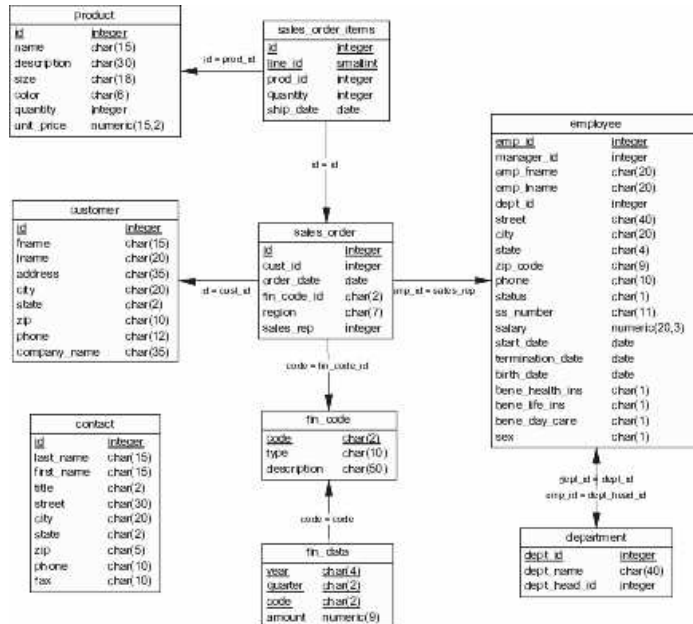 product
id integer
name char(15)
description char(30)
size char(18)
color char(6)
quantity integer
unit_price numeric(15,2)
id = prod_id
sales_order_items
id integer
line_id smallint
prod_id integer
quantity integer
ship_date date
id = id
employee
emp_id integer
manager_id integer
emp_fname char(20)
emp_lname char(20)
dept_id integer
street char(40)
city char(20)
state char(4)
zip_code char(9)
phone char(10)
status char(1)
ss_number char(11)
salary numeric(20,3)
start_date date
termination_date date
birth_date date
bene_health_ins char(1)
bene_life_ins char(1)
bene_day_care char(1)
sex char(1)
customer
id integer
fname char(15)
lname char(20)
address char(35)
city char(20)
state char(2)
zip char(10)
phone char(12)
company_name char(35)
id = cust_id
sales_order
id integer
cust_id integer
order_date date
fin_code_id char(2)
region char(7)
sales_rep integer
emp_id = sales_rep
code = fin_code_id
contact
id integer
last_name char(15)
first_name char(15)
title char(2)
street char(30)
city char(20)
state char(2)
zip char(5)
phone char(10)
fax char(10)
fin_code
code char(2)
type char(10)
description char(50)
code = code
fin_data
year char(4)
quarter char(2)
code char(2)
amount numeric(9)
dept_id = dept_id
emp_id = dept_head_id
department
dept_id integer
dept_name char(40)
dept_head_id integer